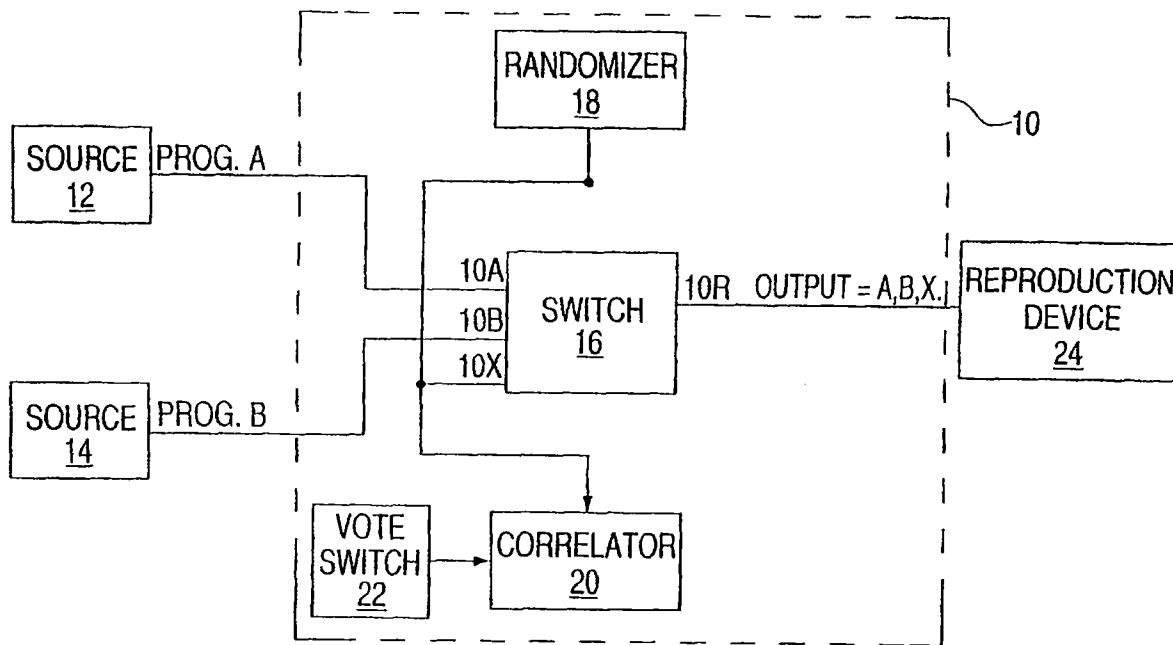 RANDOMIZER
18
10
SOURCE
12
PROG. A
10A
10B
10X
SWITCH
16
10R OUTPUT = A,B,X.
REPRODUCTION
DEVICE
24
SOURCE
14
PROG. B
VOTE
SWITCH
22
CORRELATOR
20